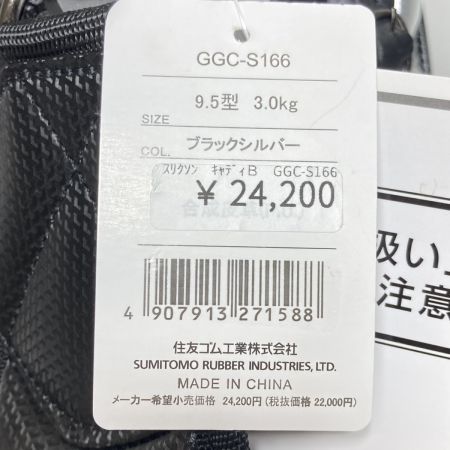 GGC-S166
9.5型 3.0kg
SIZE
ブラックシルバー
COL.
スリクソン キャディB GGC-S166
¥ 24,200
4 907913 271588
住友ゴム工業株式会社
SUMITOMO RUBBER INDUSTRIES, LTD.
MADE IN CHINA
メーカー希望小売価格 24,200円 (税抜価格 22,000円)
扱い
注意